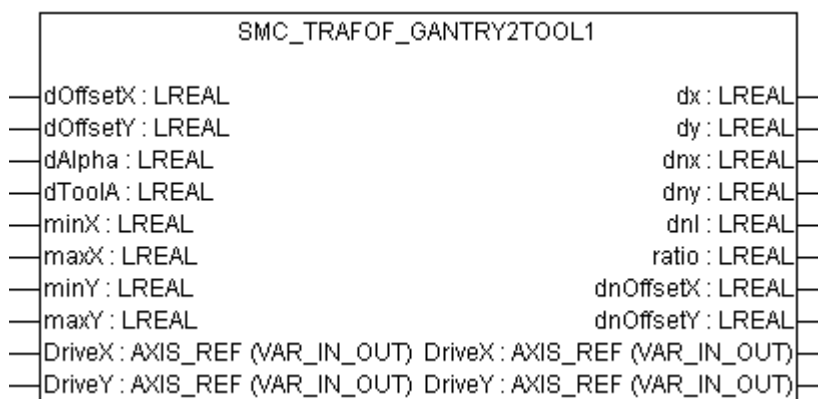 SMC_TRAFOF_GANTRY2TOOL1
dOffsetX : LREAL dx : LREAL
dOffsetY : LREAL dy : LREAL
dAlpha : LREAL dnx : LREAL
dToolA : LREAL dny : LREAL
minX : LREAL dnl : LREAL
maxX : LREAL ratio : LREAL
minY : LREAL dnOffsetX : LREAL
maxY : LREAL dnOffsetY : LREAL
DriveX : AXIS_REF (VAR_IN_OUT) DriveX : AXIS_REF (VAR_IN_OUT)
DriveY : AXIS_REF (VAR_IN_OUT) DriveY : AXIS_REF (VAR_IN_OUT)